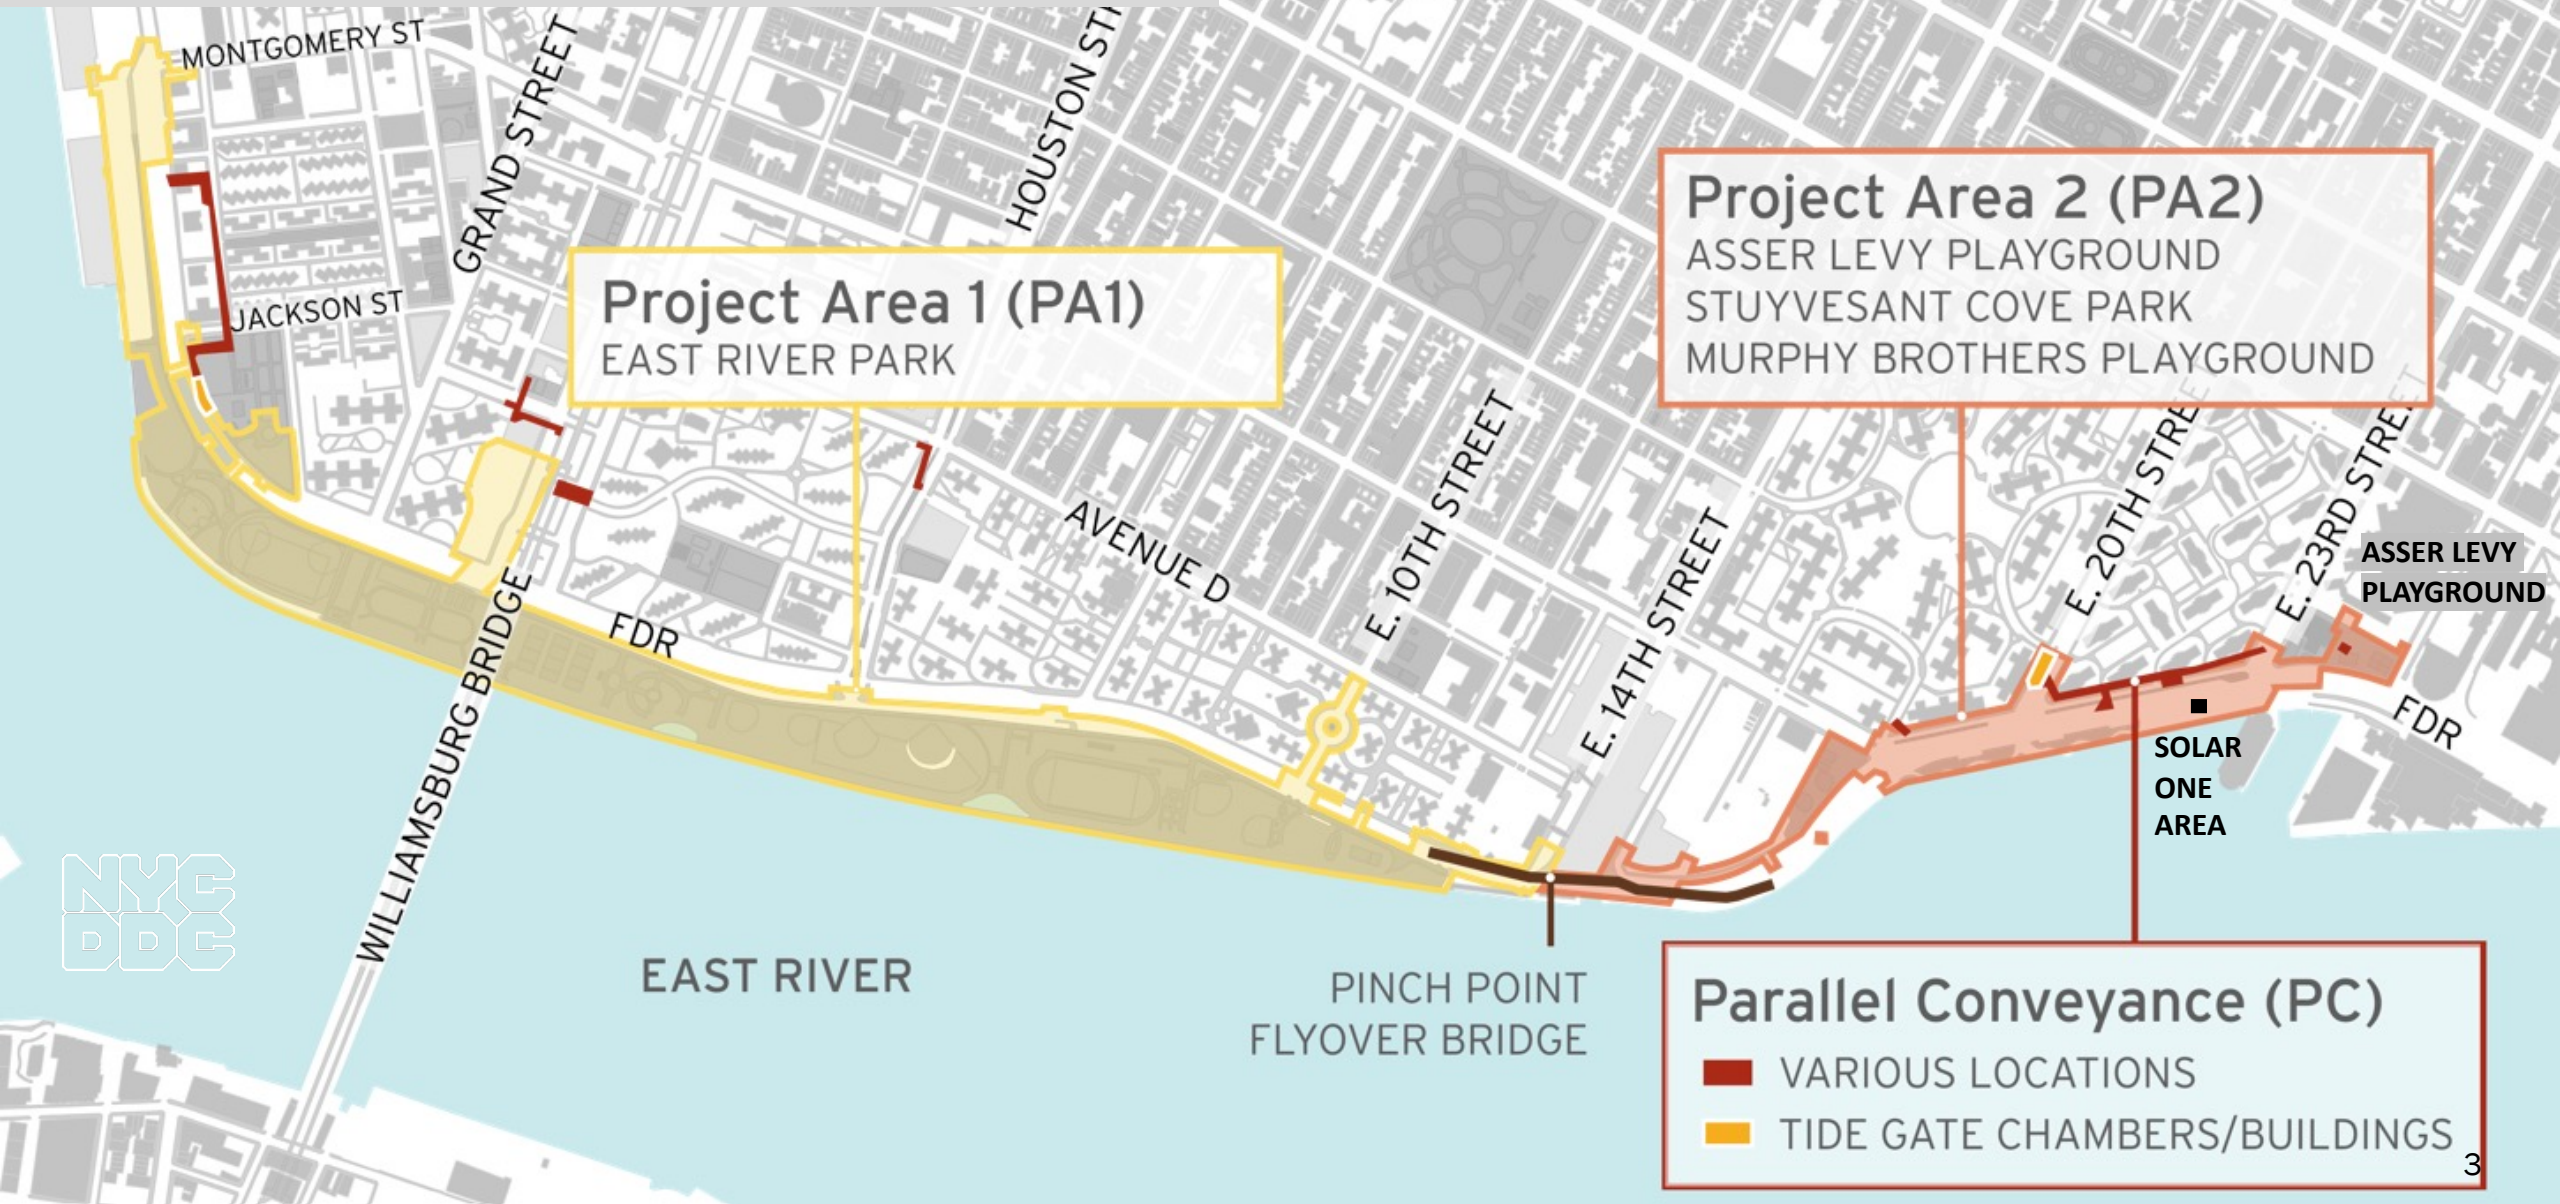 MONTGOMERY ST
GRAND STREET
HOUSTON STR
JACKSON ST
Project Area 1 (PA1)
EAST RIVER PARK
Project Area 2 (PA2)
ASSER LEVY PLAYGROUND
STUYVESANT COVE PARK
MURPHY BROTHERS PLAYGROUND
AVENUE D
E. 10TH STREET
E. 14TH STREET
E. 20TH STREE
E. 23RD STREET
ASSER LEVY
PLAYGROUND
FDR
FDR
SOLAR
ONE
AREA
WILLIAMSBURG BRIDGE
NYC
DDC
EAST RIVER
PINCH POINT
FLYOVER BRIDGE
Parallel Conveyance (PC)
VARIOUS LOCATIONS
TIDE GATE CHAMBERS/BUILDINGS
3